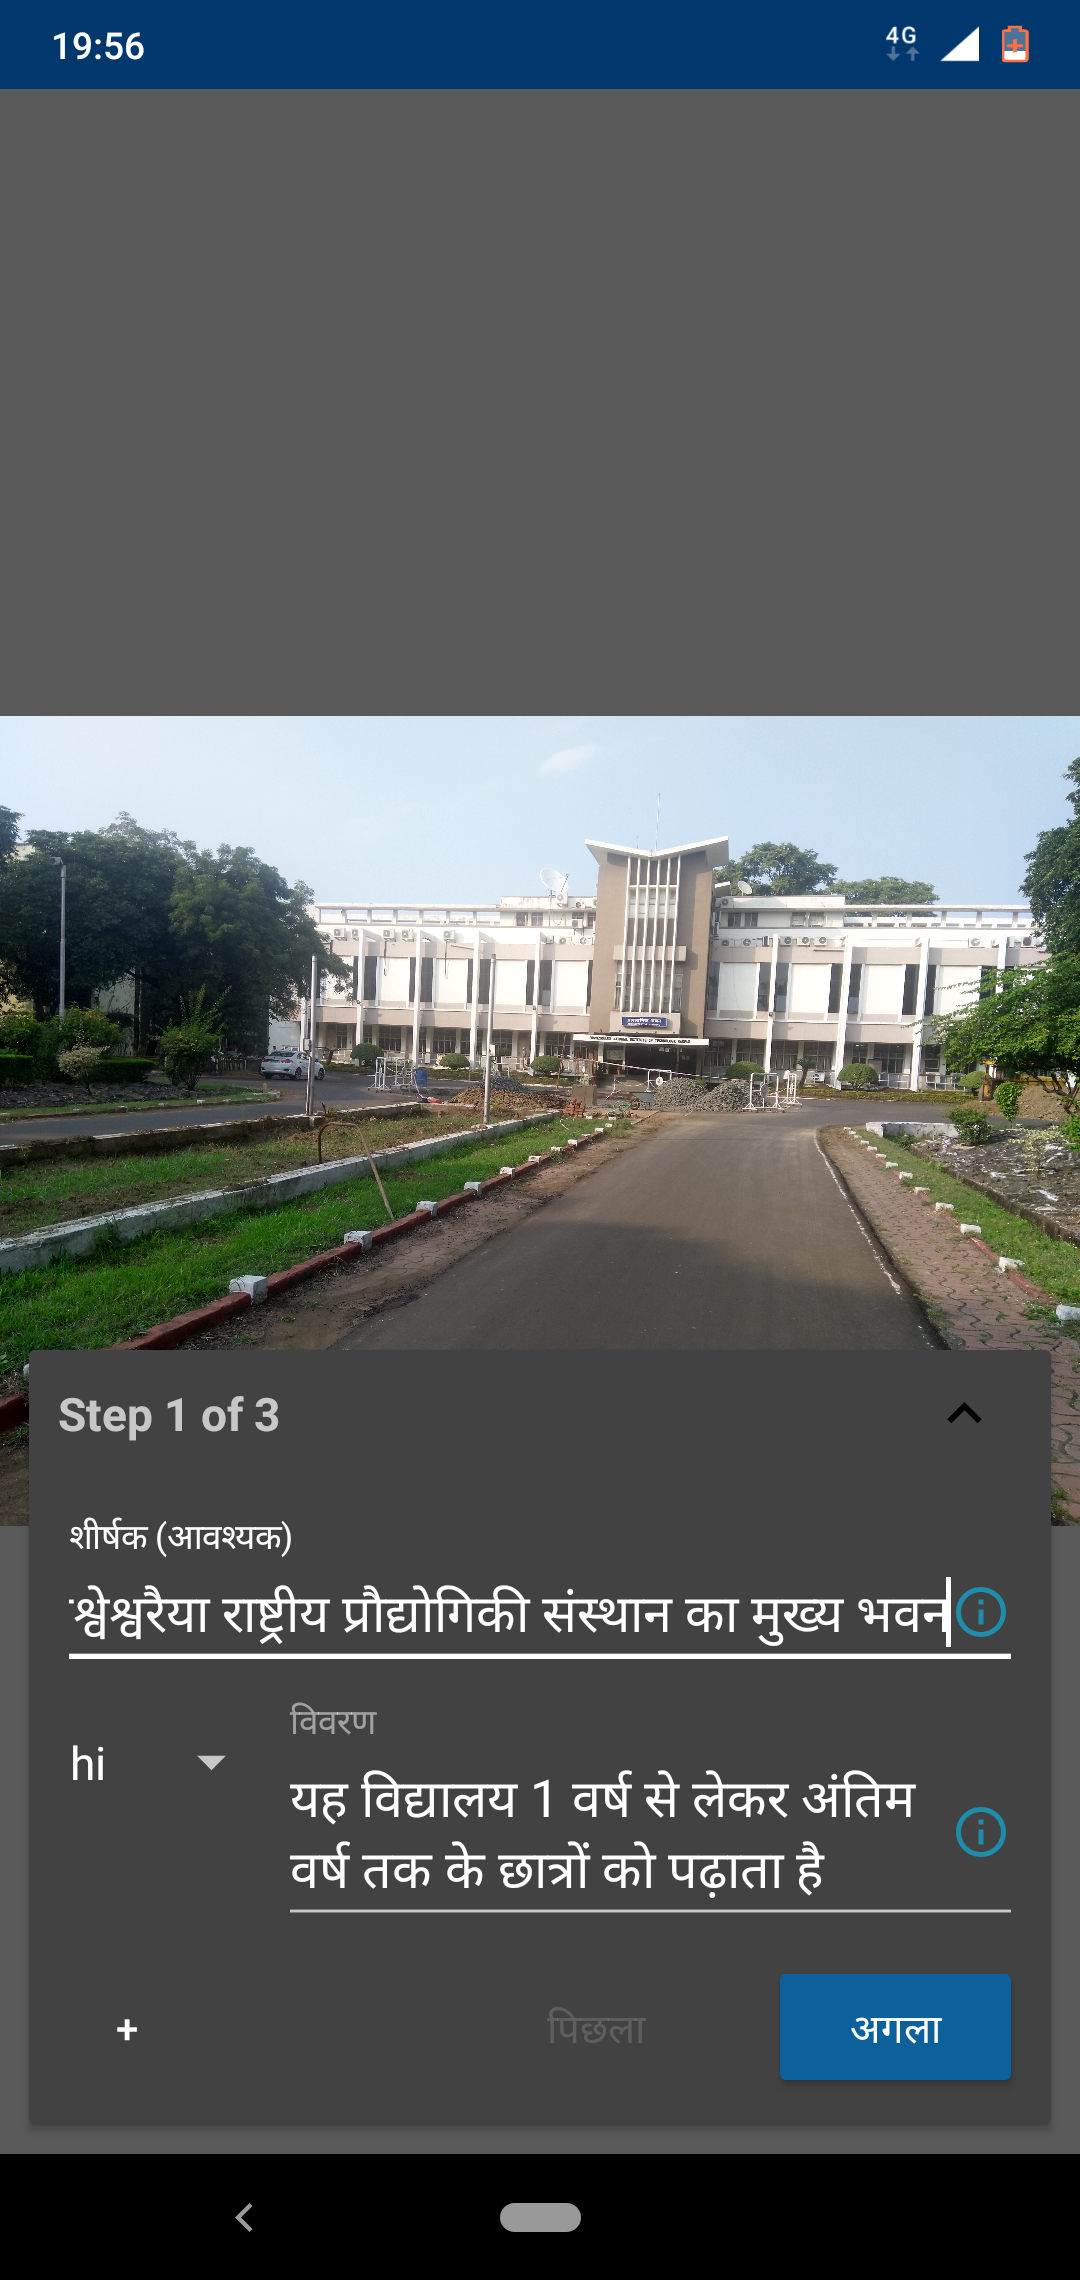 19:56
4G
Step 1 of 3
शीर्षक (आवश्यक)
श्वेश्वरैया राष्ट्रीय प्रौद्योगिकी संस्थान का मुख्य भवन
विवरण
hi
यह विद्यालय 1 वर्ष से लेकर अंतिम
वर्ष तक के छात्रों को पढ़ाता है
+
पिछला
अगला